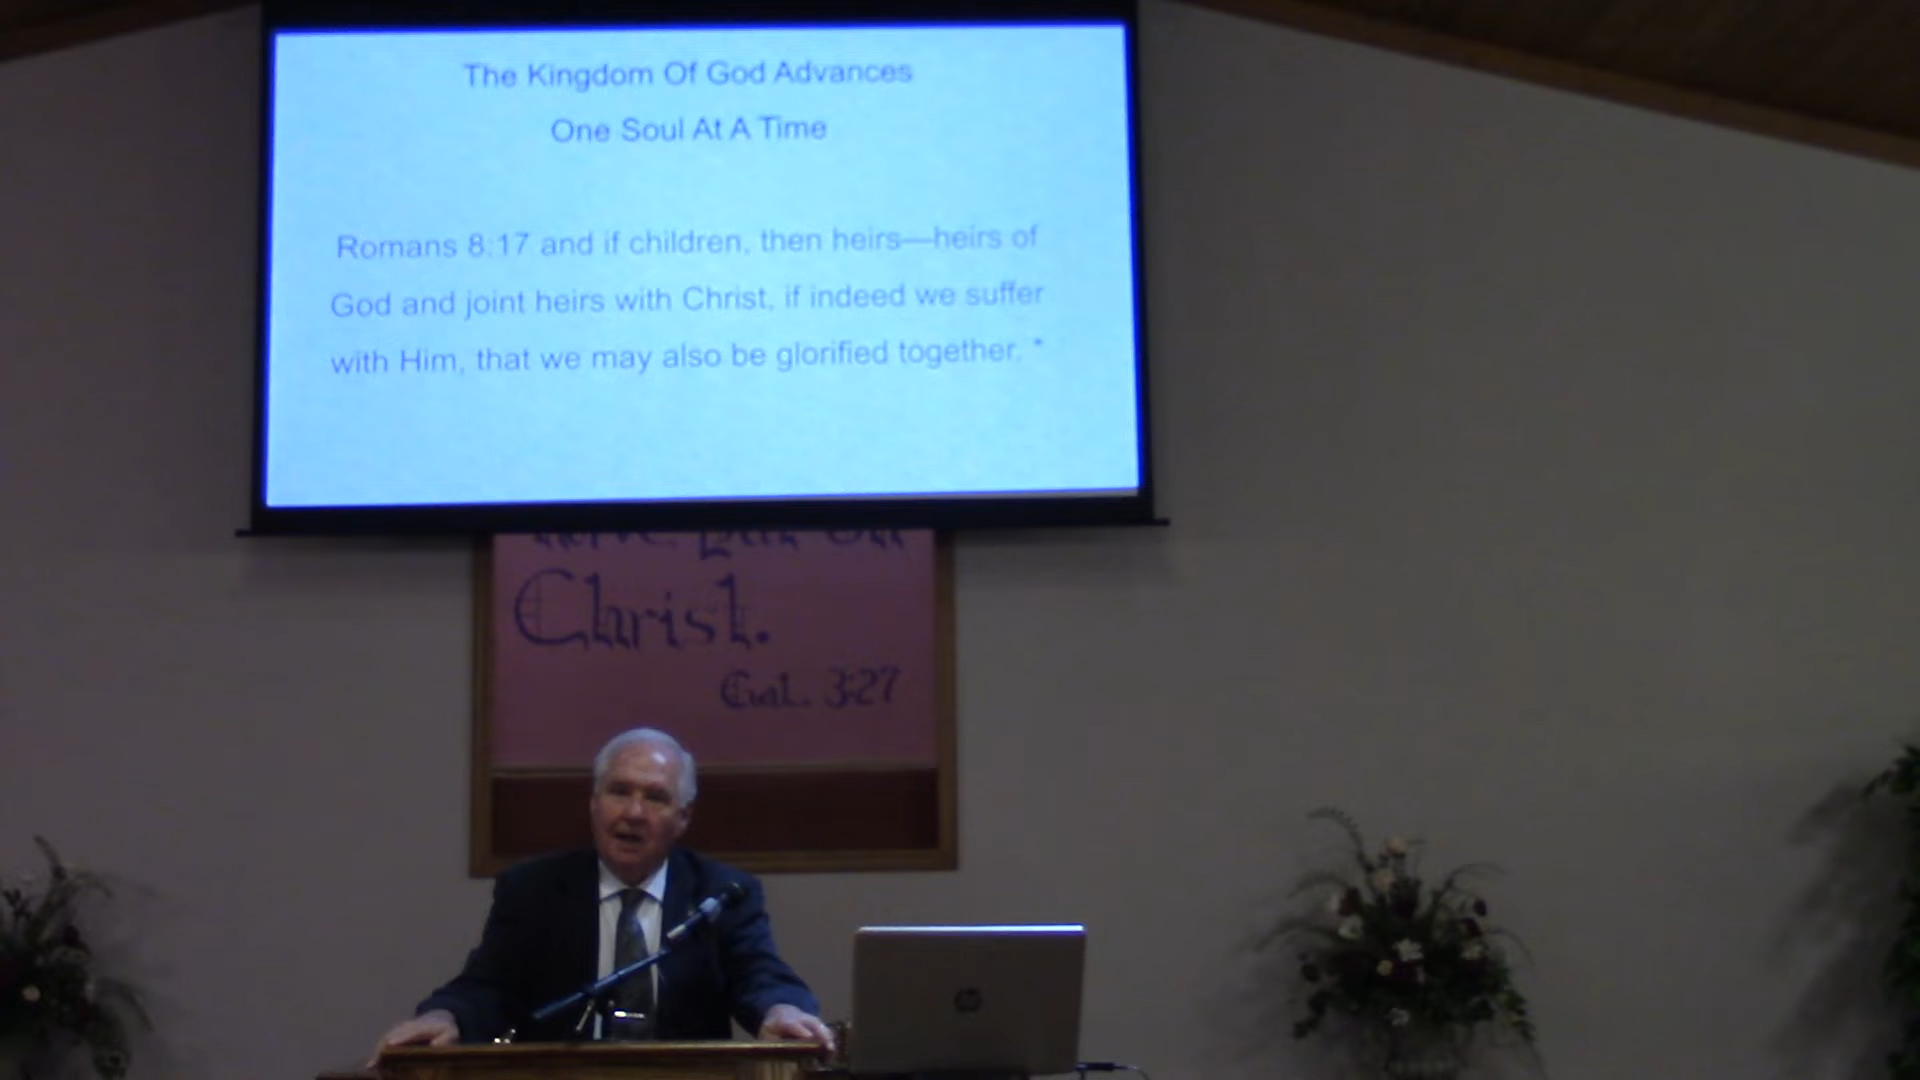 The Kingdom Of God Advances
One Soul At A Time
Romans 8:17 and if children, then heirs—heirs of
God and joint heirs with Christ, if indeed we suffer
with Him, that we may also be glorified together. *
Christ.
Gal. 3:27
hp